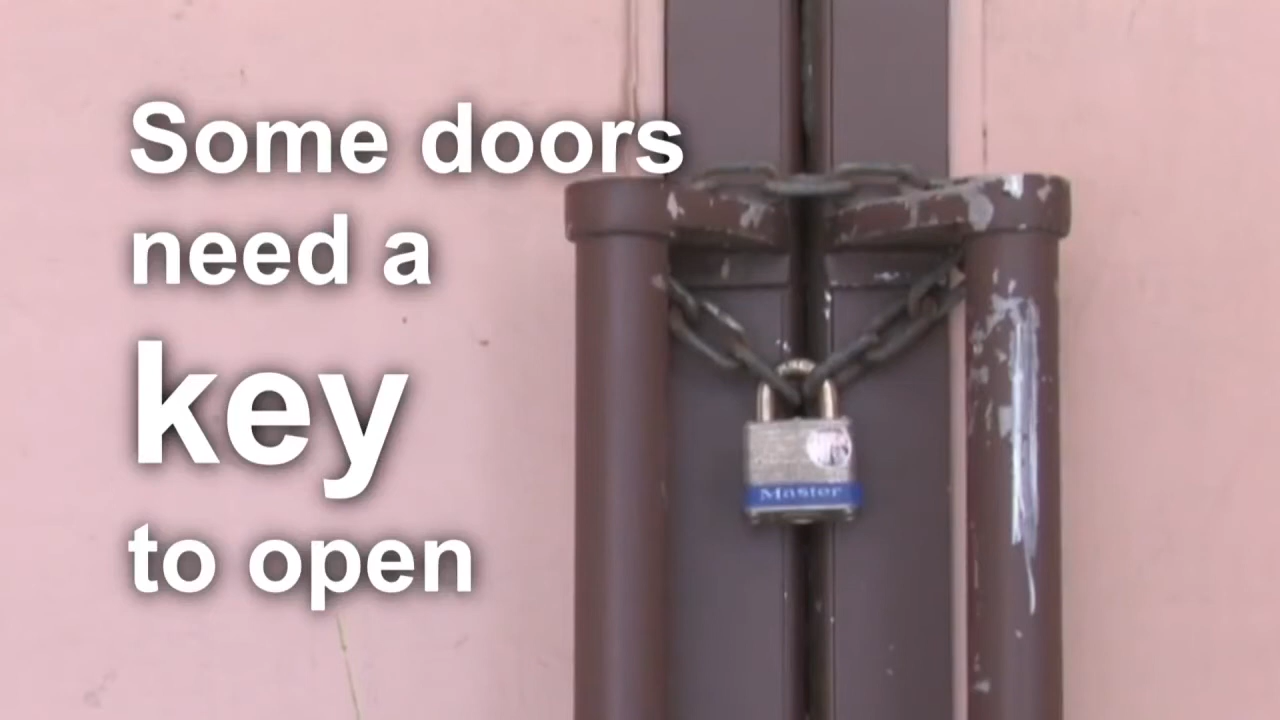 Some doors
need a
key
to open
Master